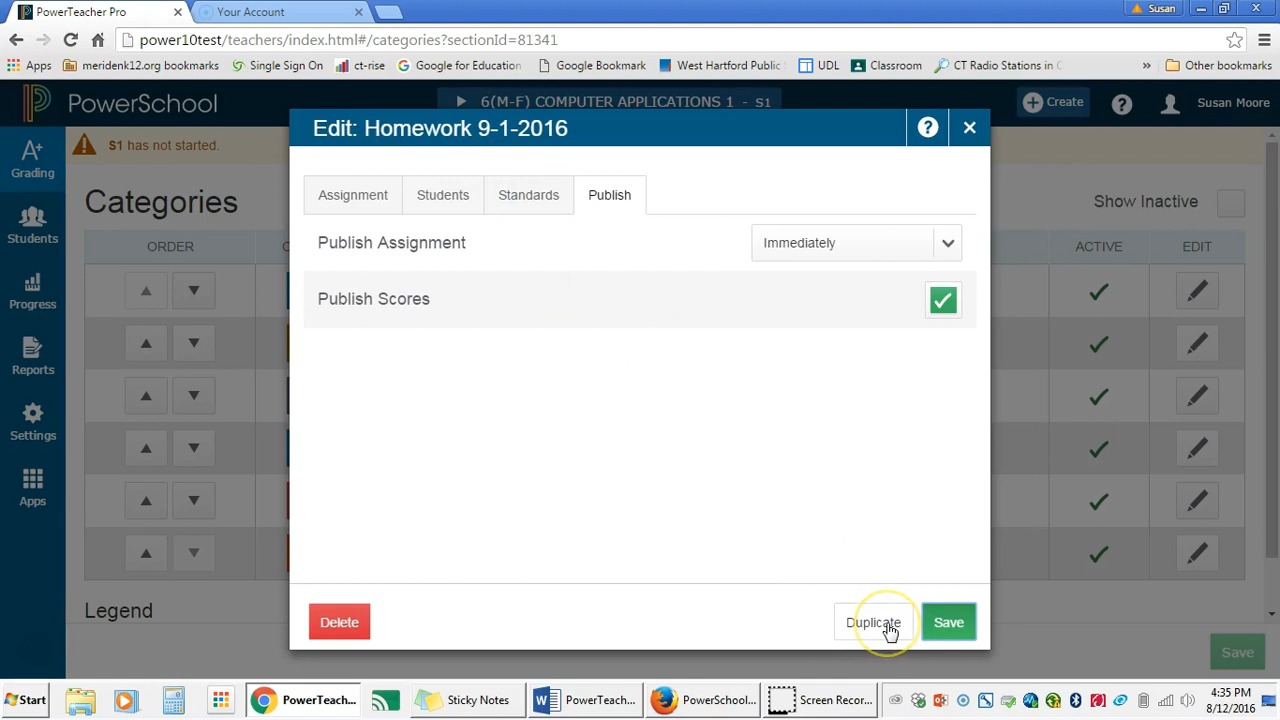 PowerTeacher Pro
Your Account
Susan
power10test/teachers/index.html#/categories?sectionId=81341
Apps
meridenk12.org bookmarks
Single Sign On
ct-rise
Google for Education
Google Bookmark
West Hartford Public S
UDL
Classroom
CT Radio Stations in C
»
Other bookmarks
PowerSchool
6(M-F) COMPUTER APPLICATIONS 1 - S1
Create
Susan Moore
A+
Grading
Students
Progress
Reports
Settings
Apps
S1 has not started.
Categories
Show Inactive
ORDER
C
ACTIVE
EDIT
Edit: Homework 9-1-2016
Assignment
Students
Standards
Publish
Publish Assignment
Immediately
Publish Scores
Delete
Duplicate
Save
Legend
Save
Start
PowerTeach...
Sticky Notes
PowerTeache...
PowerSchool...
Screen Recor...
4:35 PM
8/12/2016